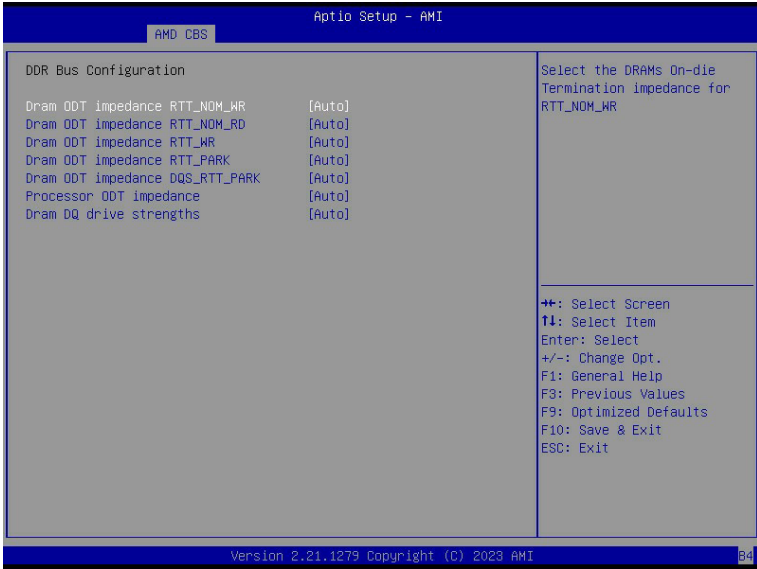 Aptio Setup – AMI
AMD CBS
DDR Bus Configuration
Dram ODT impedance RTT_NOM_WR [Auto]
Dram ODT impedance RTT_NOM_RD [Auto]
Dram ODT impedance RTT_WR [Auto]
Dram ODT impedance RTT_PARK [Auto]
Dram ODT impedance DQS_RTT_PARK [Auto]
Processor ODT impedance [Auto]
Dram DQ drive strengths [Auto]
Select the DRAMs On-die
Termination impedance for
RTT_NOM_WR
→←: Select Screen
↑↓: Select Item
Enter: Select
+/-: Change Opt.
F1: General Help
F3: Previous Values
F9: Optimized Defaults
F10: Save & Exit
ESC: Exit
Version 2.21.1279 Copyright (C) 2023 AMI
B4